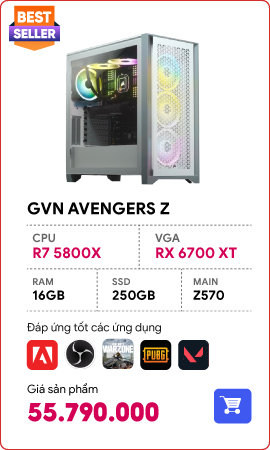 BEST
SELLER
GVN AVENGERS Z
CPU
R7 5800X
VGA
RX 6700 XT
RAM
16GB
SSD
250GB
MAIN
Z570
Đáp ứng tốt các ứng dụng
WARZONE
PUBG
Giá sản phẩm
55.790.000